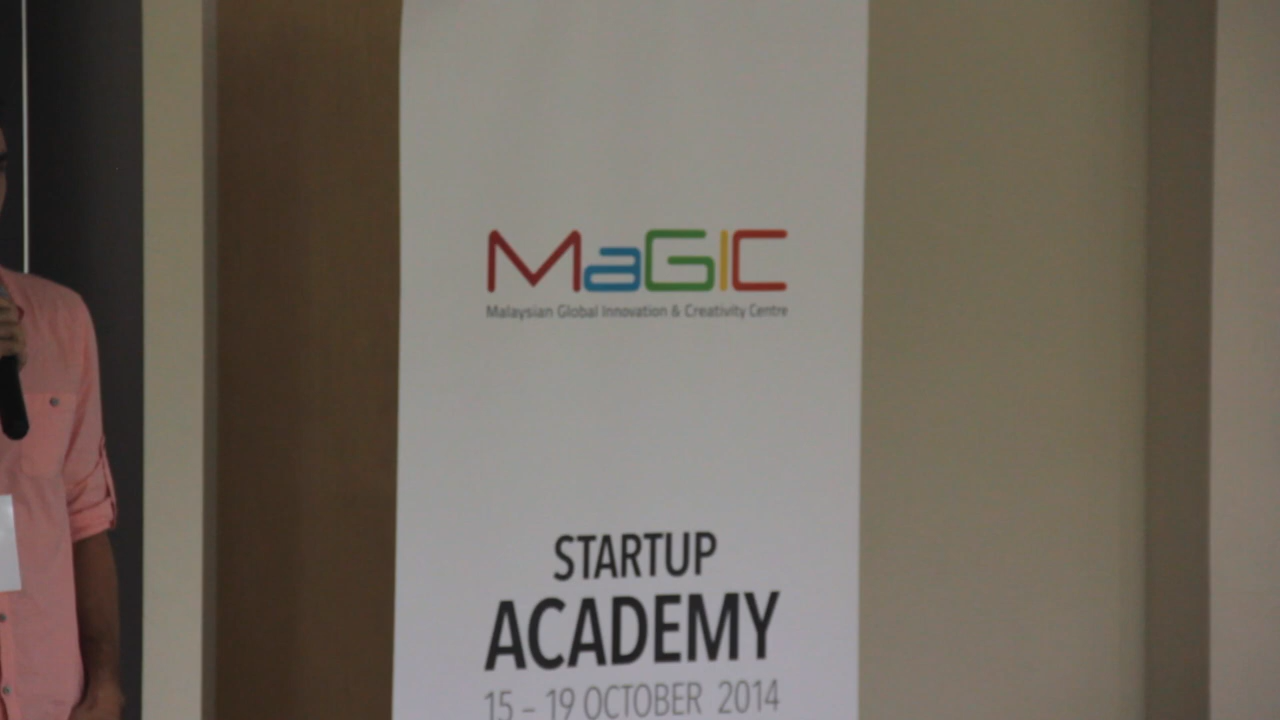 MaGIC
Malaysian Global Innovation & Creativity Centre
STARTUP
ACADEMY
15 – 19 OCTOBER 2014